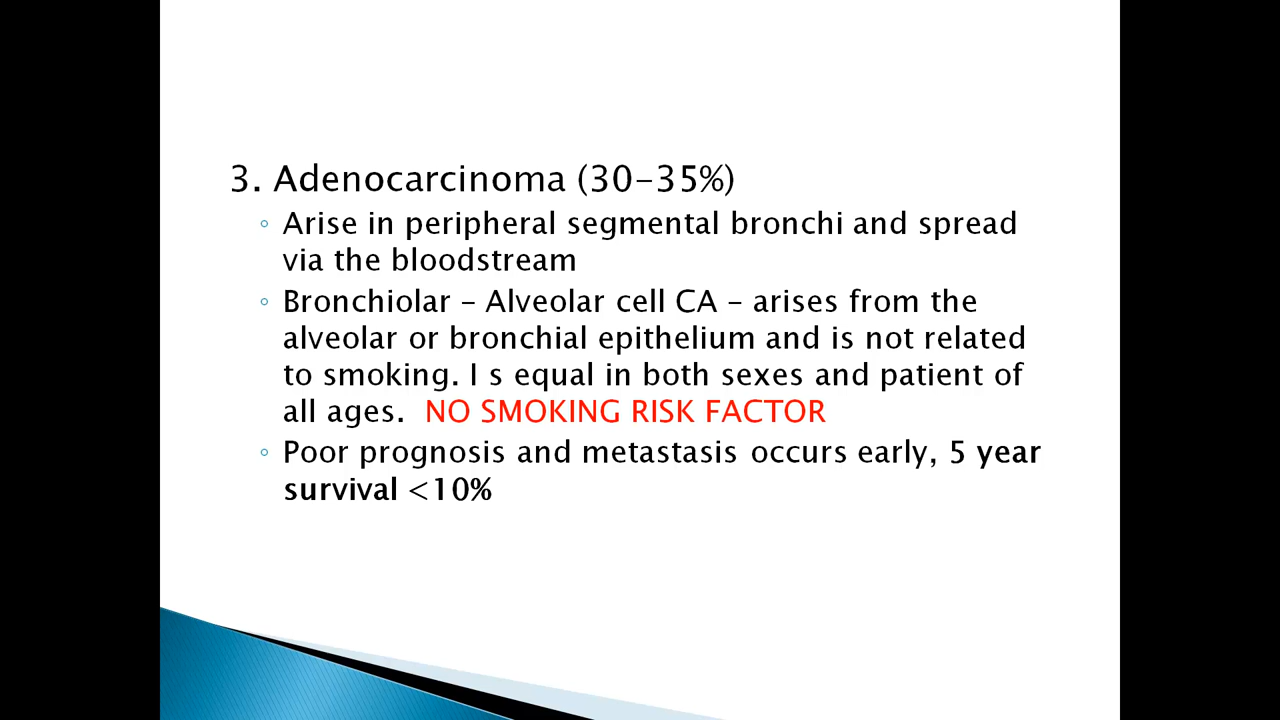 3. Adenocarcinoma (30-35%)
◦ Arise in peripheral segmental bronchi and spread
via the bloodstream
◦ Bronchiolar – Alveolar cell CA – arises from the
alveolar or bronchial epithelium and is not related
to smoking. I s equal in both sexes and patient of
all ages. NO SMOKING RISK FACTOR
◦ Poor prognosis and metastasis occurs early, 5 year
survival <10%